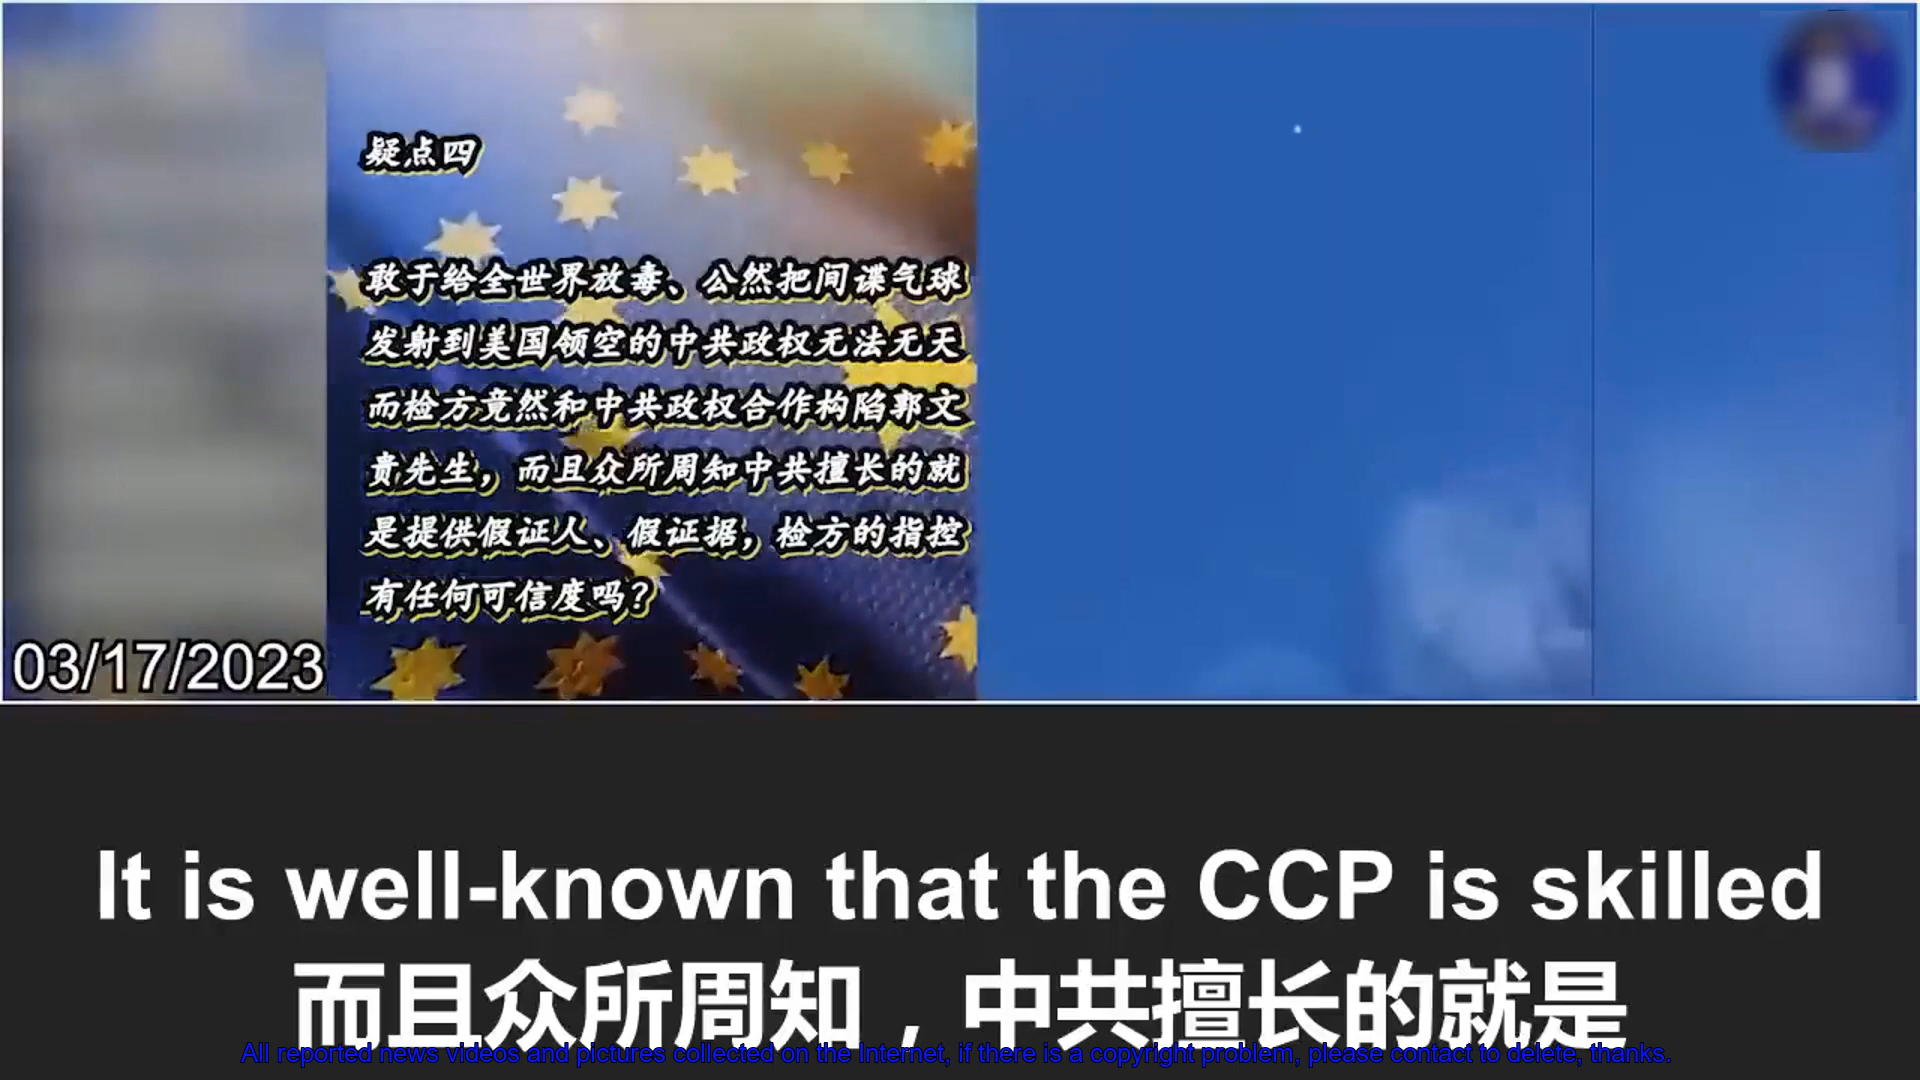 疑点四
敢于给全世界放毒、公然把间谍气球
发射到美国领空的中共政权无法无天
而检方竟然和中共政权合作构陷郭文
贵先生，而且众所周知中共擅长的就
是提供假证人、假证据，检方的指控
有任何可信度吗？
03/17/2023
It is well-known that the CCP is skilled
而且众所周知，中共擅长的就是
All reported news videos and pictures collected on the Internet, if there is a copyright problem, please contact to delete, thanks.